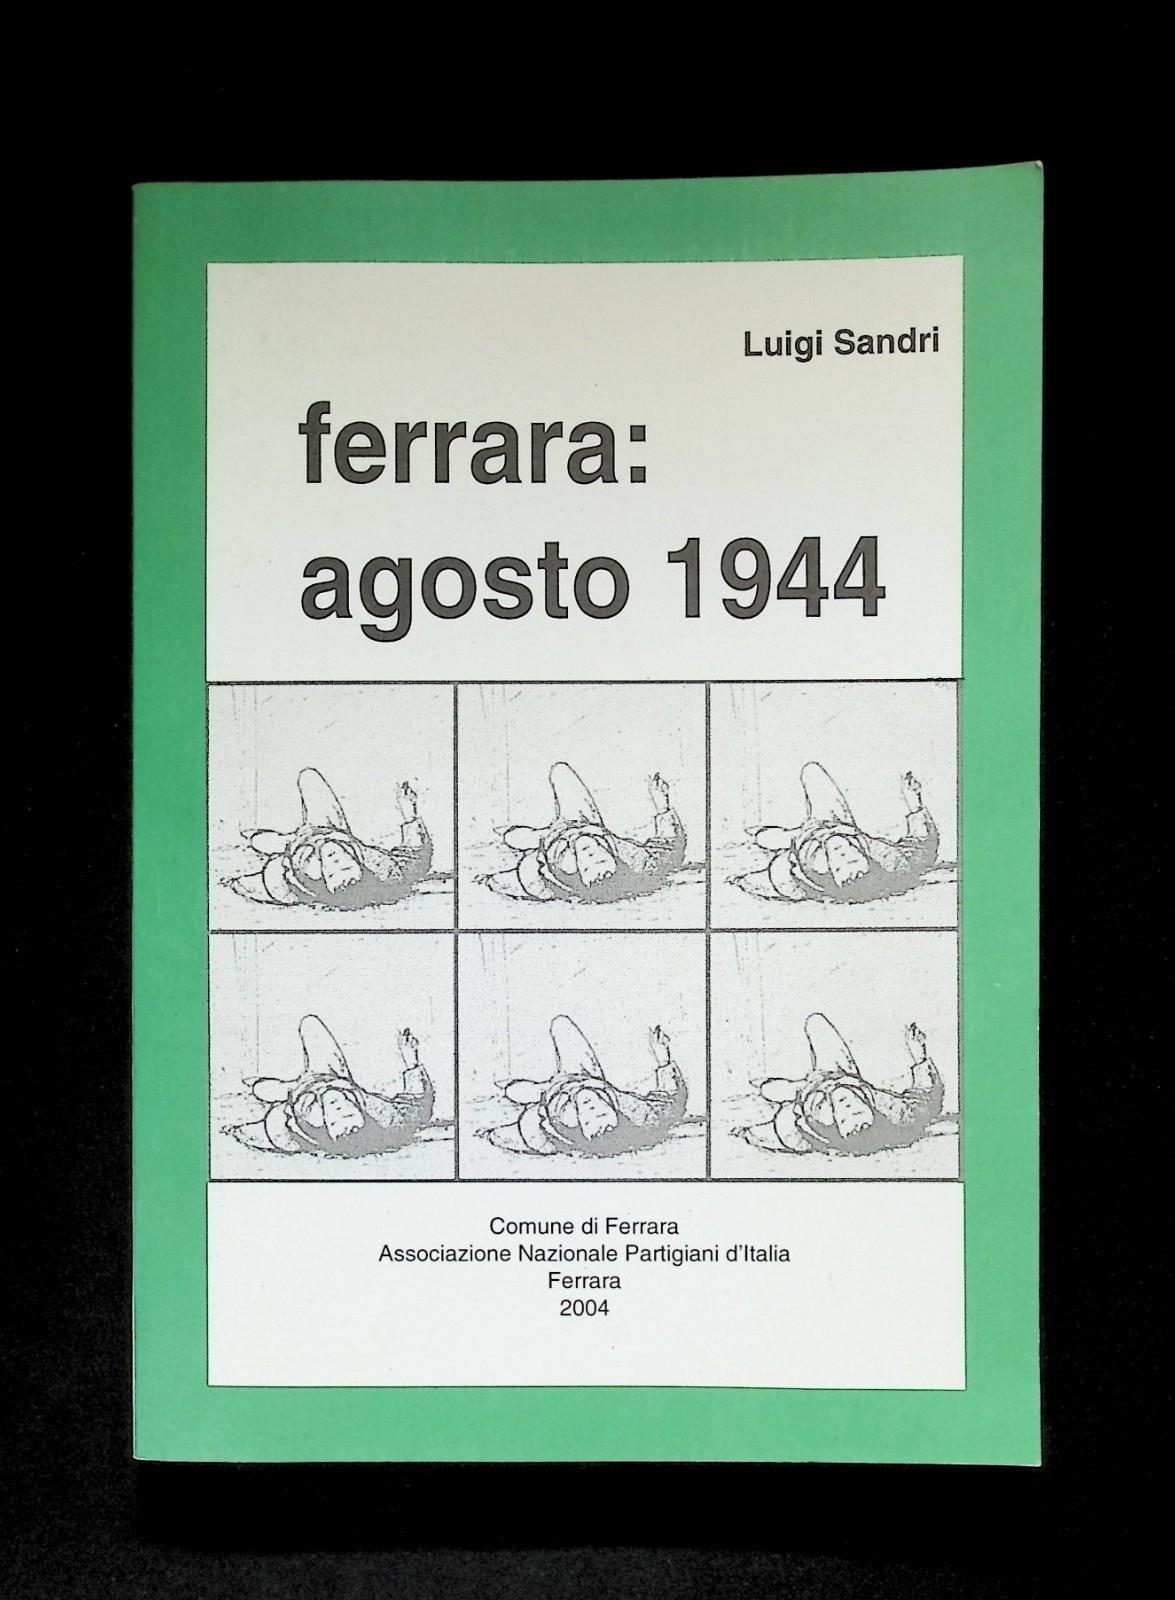 Luigi Sandri
ferrara:
agosto 1944
Comune di Ferrara
Associazione Nazionale Partigiani d'Italia
Ferrara
2004